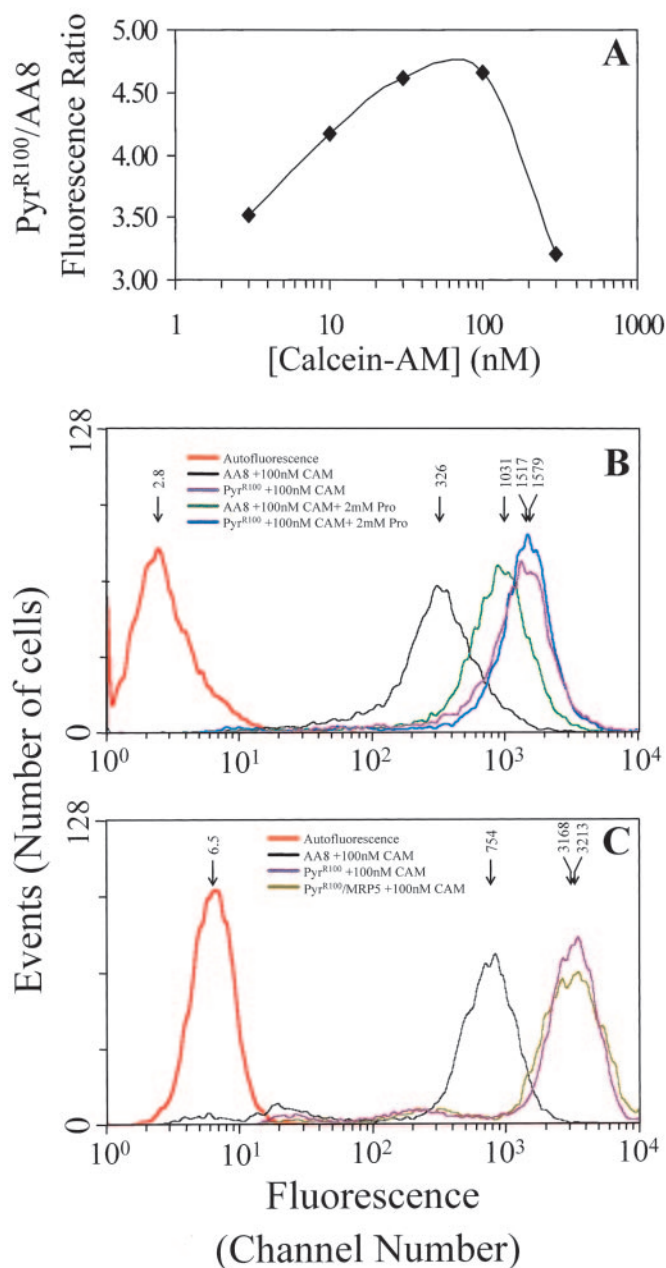 A
5.00
4.50
4.00
3.50
3.00
Pyr^R100/AA8
Fluorescence Ratio
1
10
100
1000
[Calcein-AM] (nM)
B
128
0
Autofluorescence
AA8 +100nM CAM
Pyr^R100 +100nM CAM
AA8 +100nM CAM+ 2mM Pro
Pyr^R100 +100nM CAM+ 2mM Pro
2.8
326
1031
1517
1579
10^0
10^1
10^2
10^3
10^4
C
128
0
Autofluorescence
AA8 +100nM CAM
Pyr^R100 +100nM CAM
Pyr^R100/MRP5 +100nM CAM
6.5
754
3168
3213
10^0
10^1
10^2
10^3
10^4
Events (Number of cells)
Fluorescence
(Channel Number)